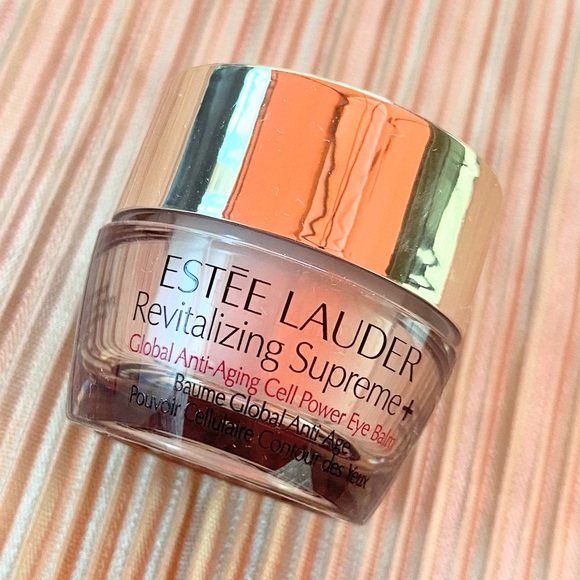 ESTĒE LAUDER
Revitalizing Supreme+
Global Anti-Aging Cell Power Eye Balm
Baume Global Anti-Age
Pouvoir Cellulaire Contour des Yeux